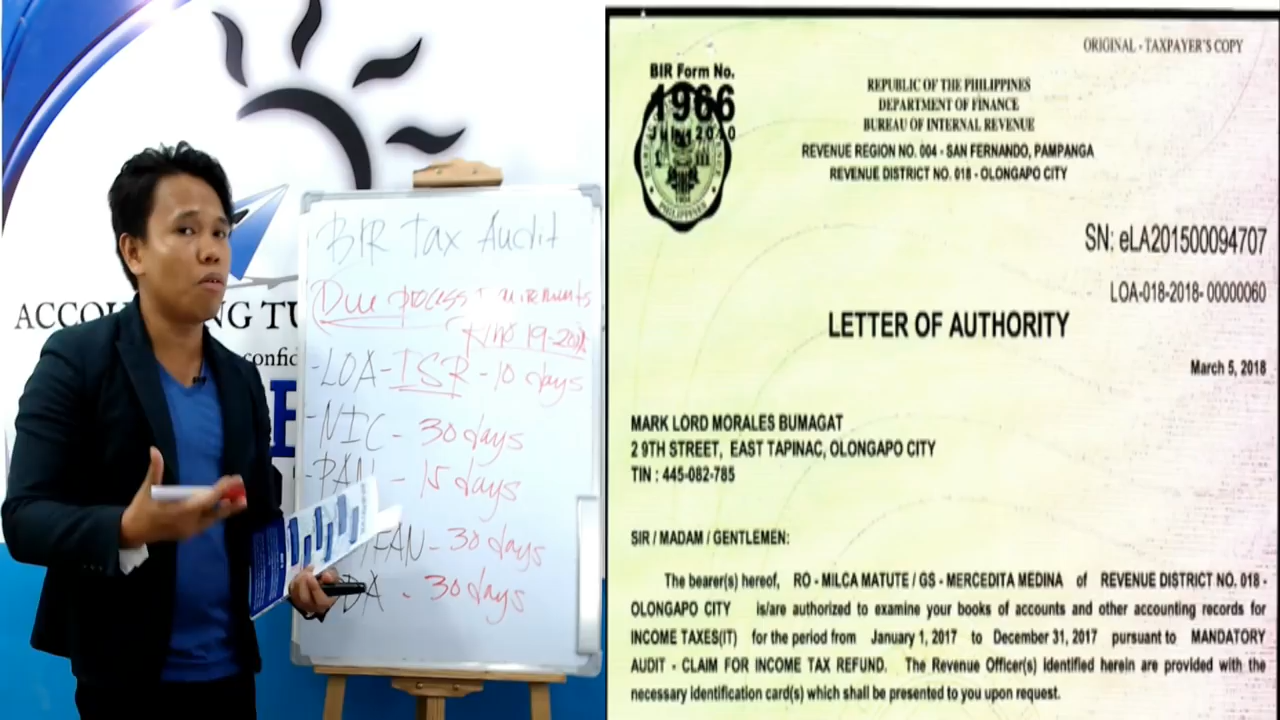 ACCO NG TU
confid
E
BIR Tax Audit
Due process
- LOA - ISR - 10 days
- NIC - 30 days
- PAN - 15 days
FAN - 30 days
- 30 days
ORIGINAL - TAXPAYER'S COPY
BIR Form No.
1966
REPUBLIC OF THE PHILIPPINES
DEPARTMENT OF FINANCE
BUREAU OF INTERNAL REVENUE
REVENUE REGION NO. 004 - SAN FERNANDO, PAMPANGA
REVENUE DISTRICT NO. 018 - OLONGAPO CITY
SN: eLA201500094707
LOA-018-2018- 00000060
LETTER OF AUTHORITY
March 5, 2018
MARK LORD MORALES BUMAGAT
2 9TH STREET, EAST TAPINAC, OLONGAPO CITY
TIN : 445-082-785
SIR / MADAM / GENTLEMEN:
The bearer(s) hereof, RO - MILCA MATUTE / GS - MERCEDITA MEDINA of REVENUE DISTRICT NO. 018 -
OLONGAPO CITY is/are authorized to examine your books of accounts and other accounting records for
INCOME TAXES(IT) for the period from January 1, 2017 to December 31, 2017 pursuant to MANDATORY
AUDIT - CLAIM FOR INCOME TAX REFUND. The Revenue Officer(s) identified herein are provided with the
necessary identification card(s) which shall be presented to you upon request.